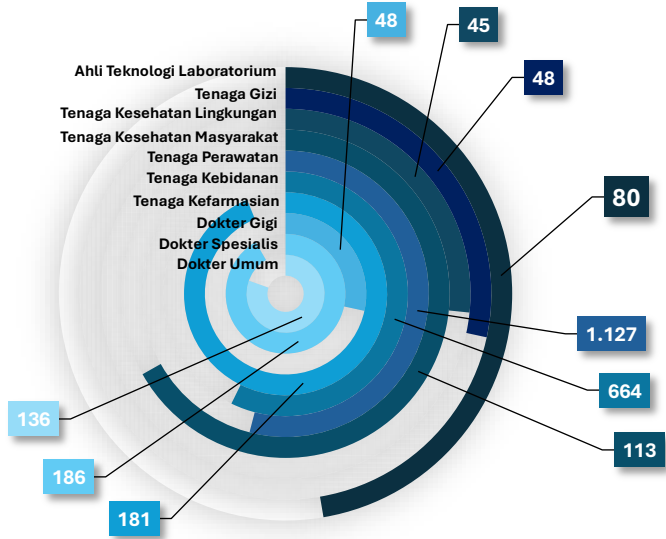 48
45
Ahli Teknologi Laboratorium
48
Tenaga Gizi
Tenaga Kesehatan Lingkungan
Tenaga Kesehatan Masyarakat
Tenaga Perawatan
Tenaga Kebidanan
80
Tenaga Kefarmasian
Dokter Gigi
Dokter Spesialis
Dokter Umum
1.127
664
136
113
186
181